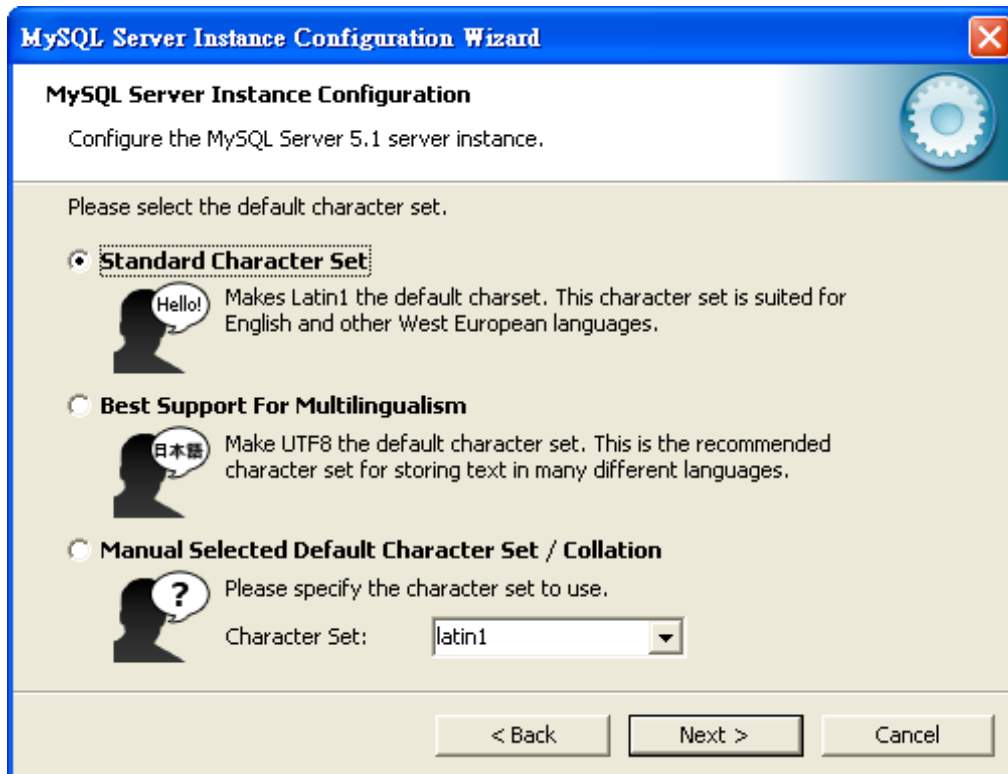 MySQL Server Instance Configuration Wizard
MySQL Server Instance Configuration
Configure the MySQL Server 5.1 server instance.
Please select the default character set.
Standard Character Set
Hello!
Makes Latin1 the default charset. This character set is suited for
English and other West European languages.
Best Support For Multilingualism
日本語
Make UTF8 the default character set. This is the recommended
character set for storing text in many different languages.
Manual Selected Default Character Set / Collation
?
Please specify the character set to use.
Character Set: latin1
< Back Next > Cancel